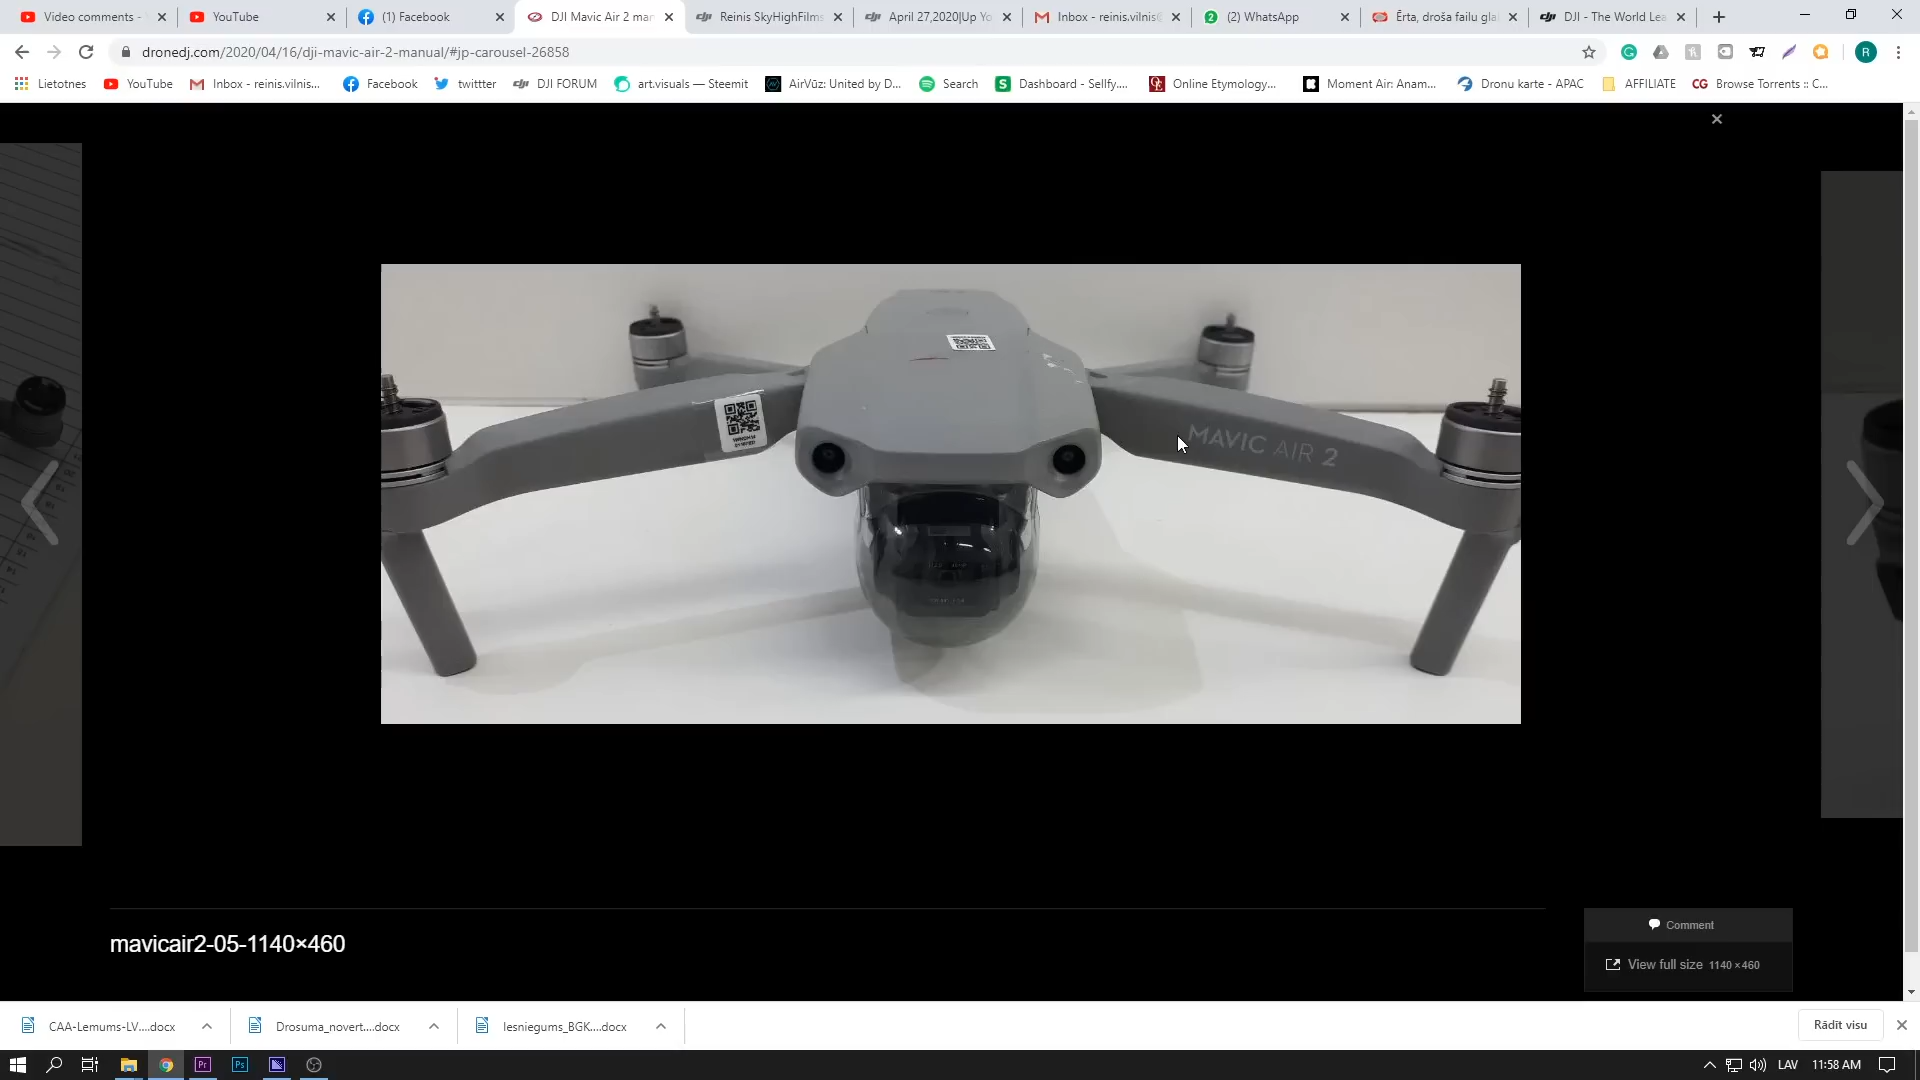 Video comments - Y
YouTube
(1) Facebook
DJI Mavic Air 2 man
Reinis SkyHighFilms
April 27,2020|Up Yo
Inbox - reinis.vilnis@
(2) WhatsApp
Ērta, droša failu gla
DJI - The World Lea
dronedj.com/2020/04/16/dji-mavic-air-2-manual/#jp-carousel-26858
Lietotnes
YouTube
Inbox - reinis.vilnis...
Facebook
twittter
DJI FORUM
art.visuals — Steemit
AirVūz: United by D...
Search
Dashboard - Sellfy....
Online Etymology...
Moment Air: Anam...
Dronu karte - APAC
AFFILIATE
Browse Torrents :: C...
MAVIC AIR 2
mavicair2-05-1140×460
Comment
View full size 1140×460
CAA-Lemums-LV....docx
Drosuma_novert....docx
Iesniegums_BGK....docx
Rādīt visu
LAV
11:58 AM